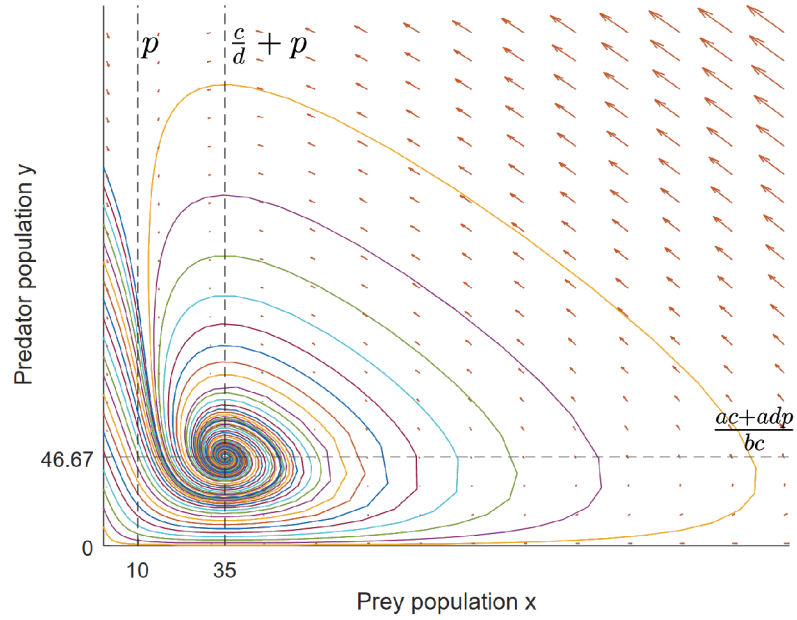 p
c/d + p
Predator population y
ac+adp/bc
46.67
0
10
35
Prey population x